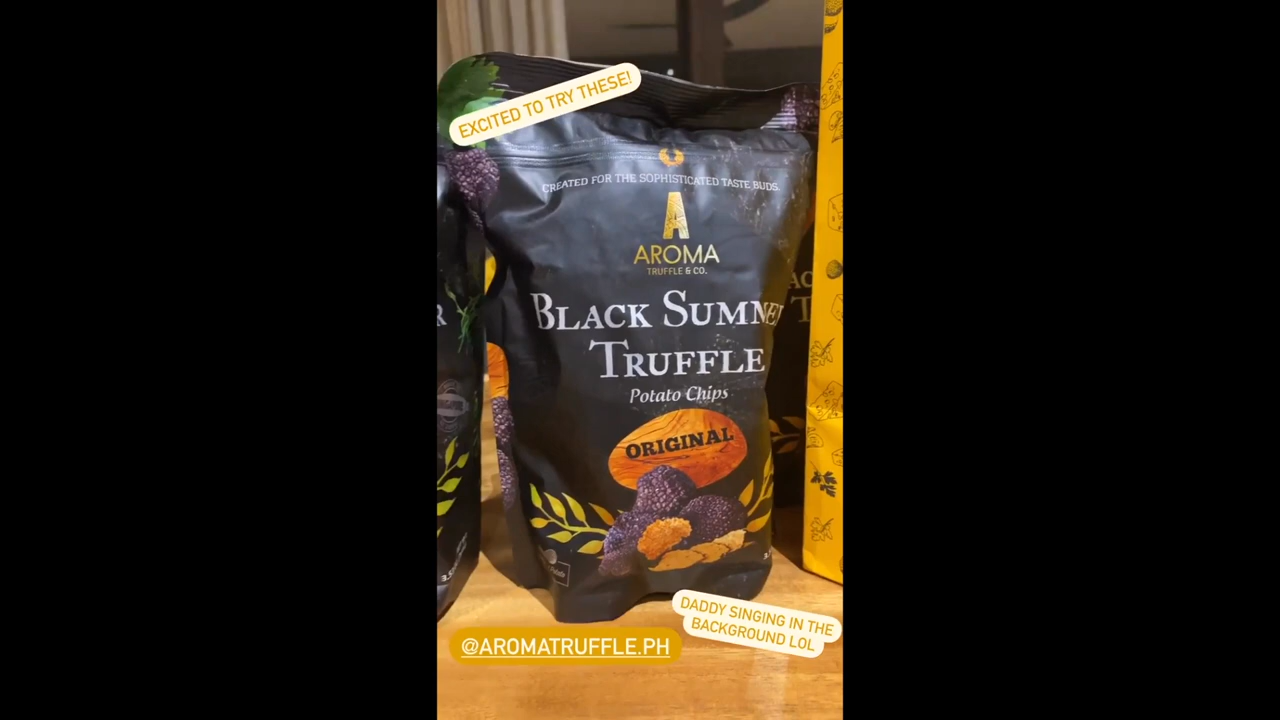 EXCITED TO TRY THESE!
CREATED FOR THE SOPHISTICATED TASTE BUDS.
A
AROMA
TRUFFLE & CO.
BLACK SUMMER
TRUFFLE
Potato Chips
ORIGINAL
DADDY SINGING IN THE
BACKGROUND LOL
@AROMATRUFFLE.PH